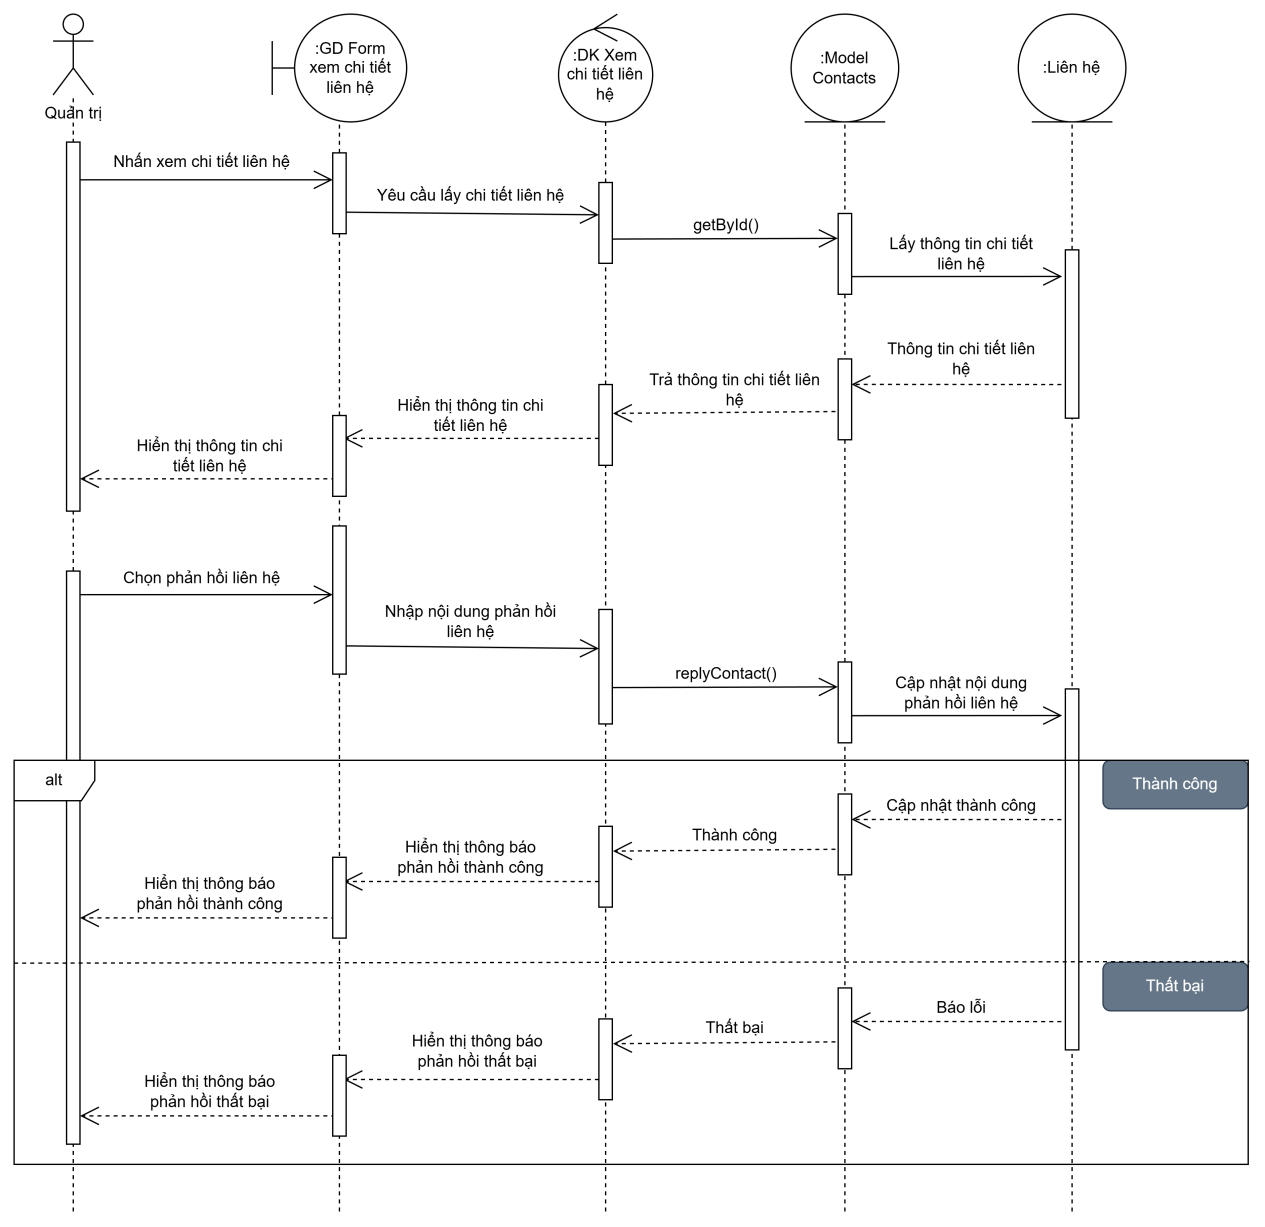 Quản trị
:GD Form
xem chi tiết
liên hệ
:DK Xem
chi tiết liên
hệ
:Model
Contacts
:Liên hệ
Nhấn xem chi tiết liên hệ
Yêu cầu lấy chi tiết liên hệ
getById()
Lấy thông tin chi tiết
liên hệ
Thông tin chi tiết liên
hệ
Trả thông tin chi tiết liên
hệ
Hiển thị thông tin chi
tiết liên hệ
Hiển thị thông tin chi
tiết liên hệ
Chọn phản hồi liên hệ
Nhập nội dung phản hồi
liên hệ
replyContact()
Cập nhật nội dung
phản hồi liên hệ
alt
Thành công
Cập nhật thành công
Thành công
Hiển thị thông báo
phản hồi thành công
Hiển thị thông báo
phản hồi thành công
Thất bại
Báo lỗi
Thất bại
Hiển thị thông báo
phản hồi thất bại
Hiển thị thông báo
phản hồi thất bại